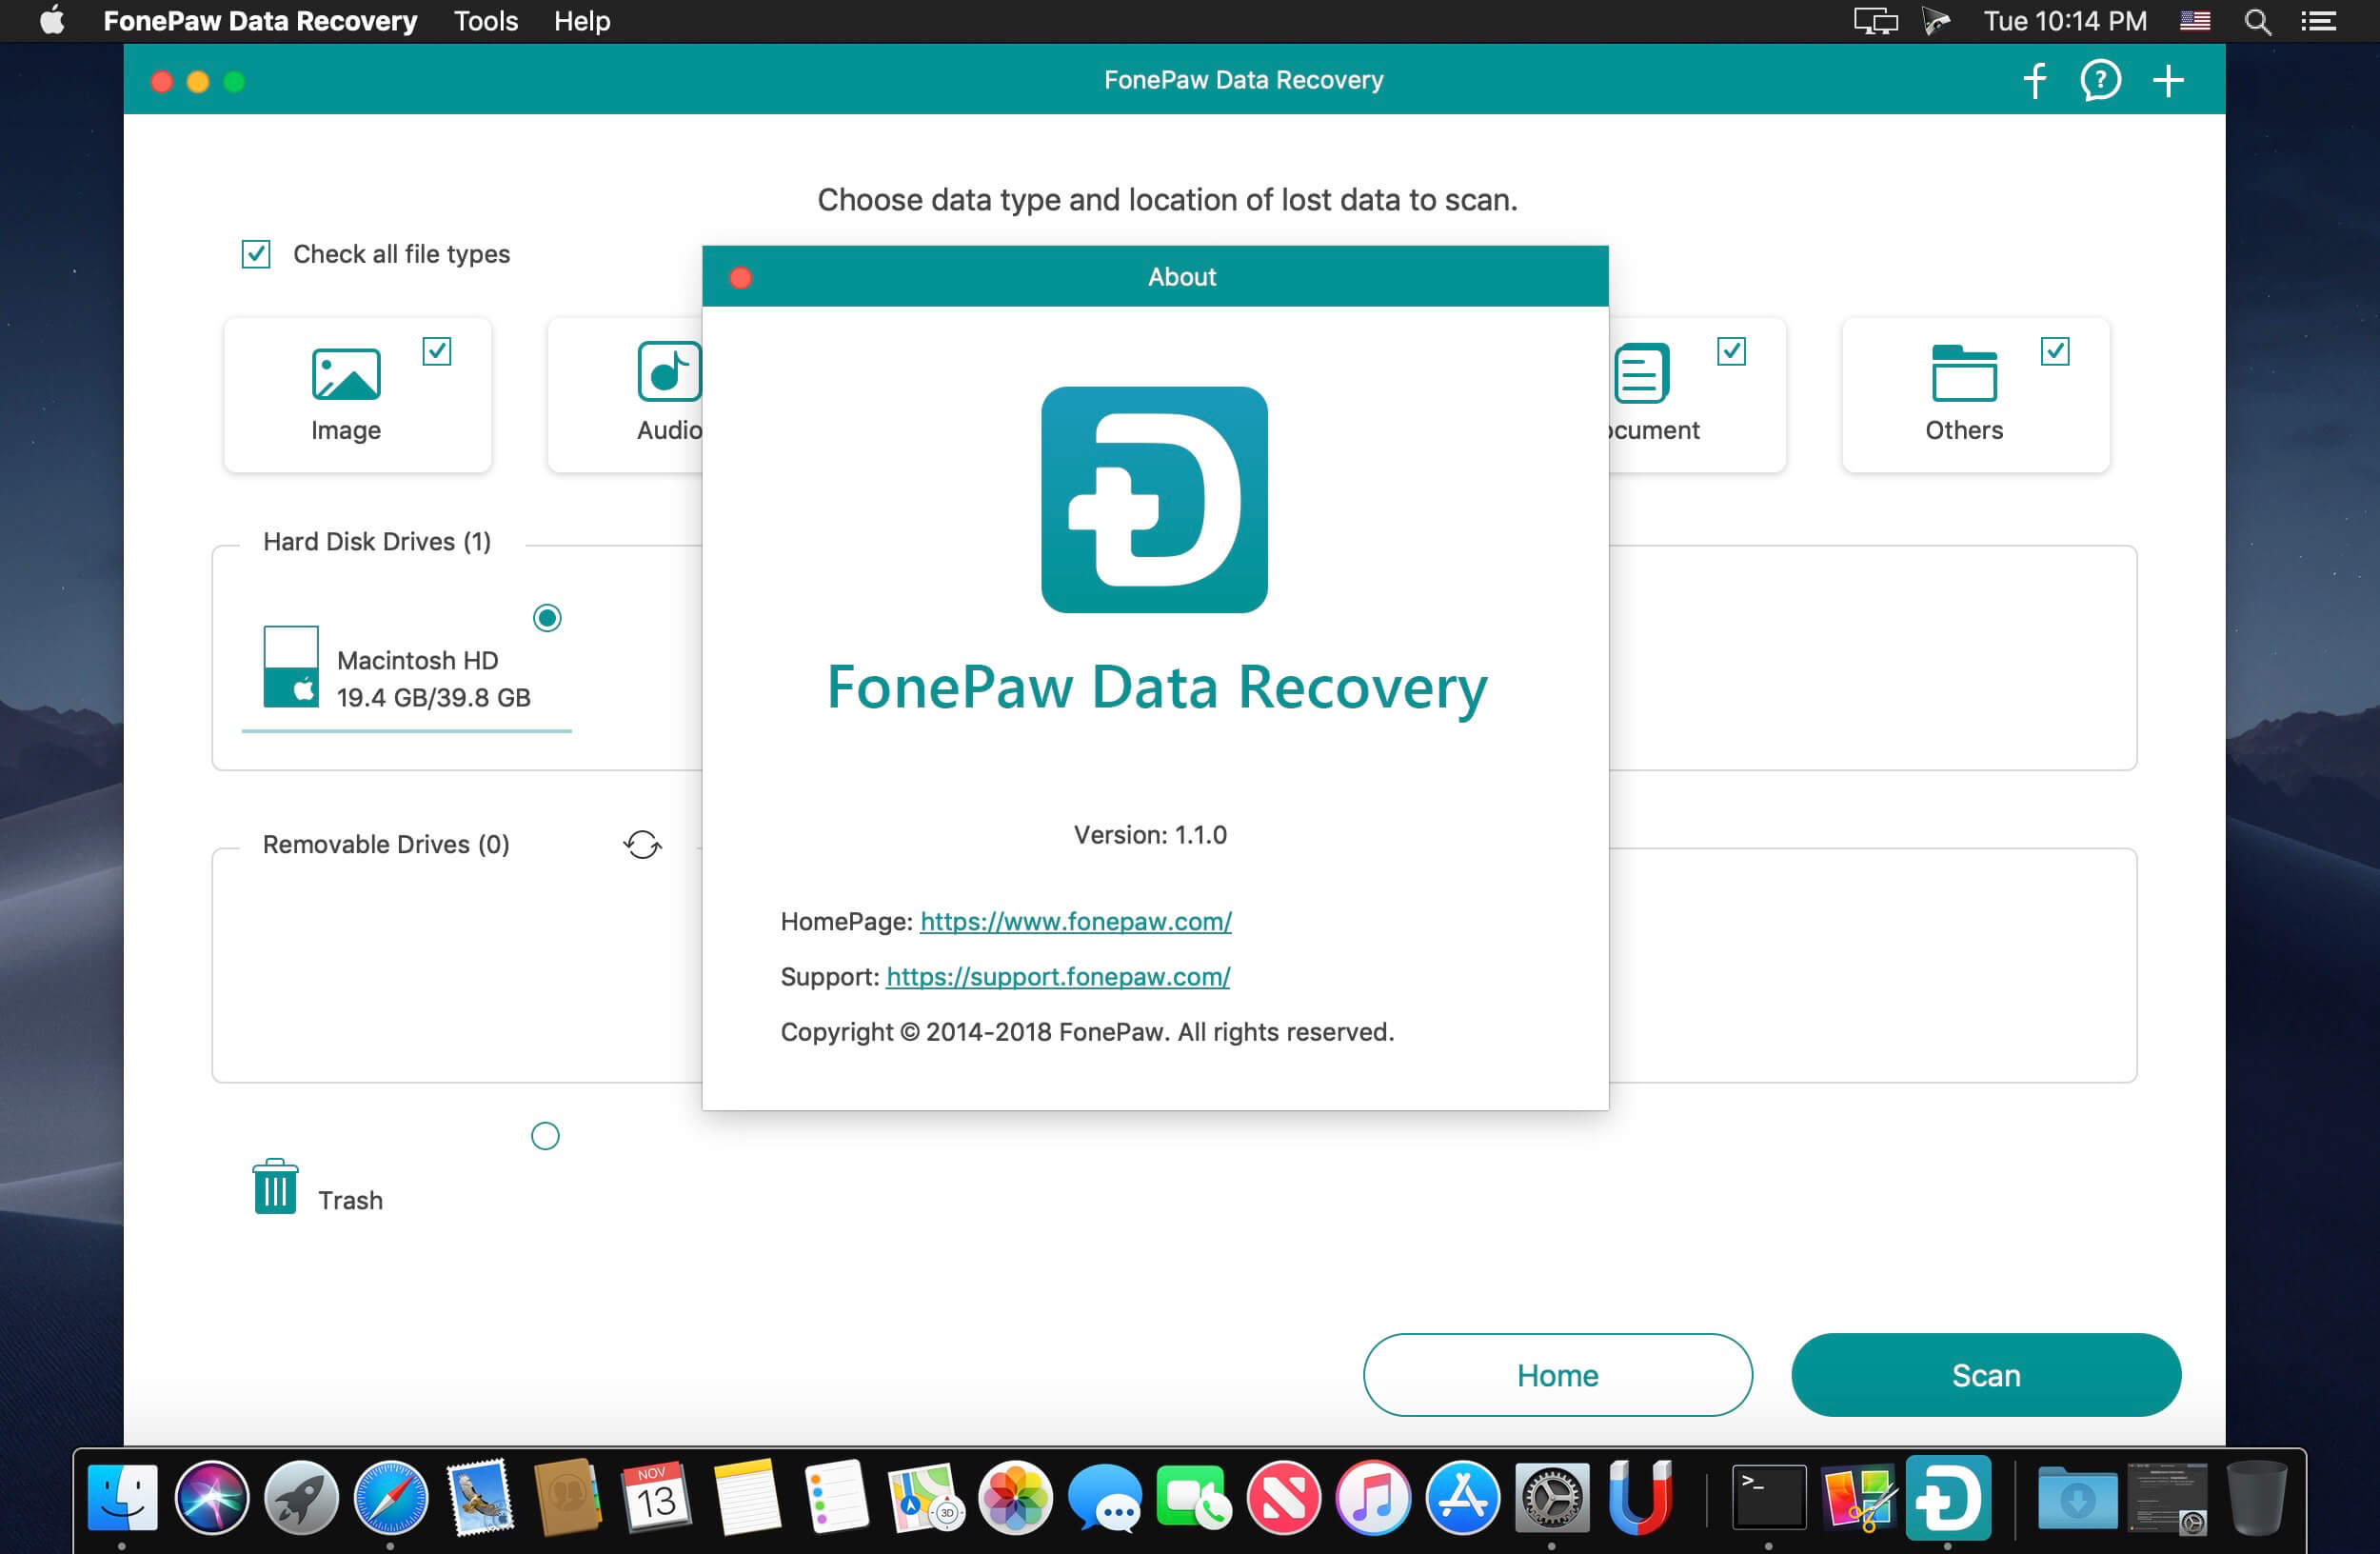 FonePaw Data Recovery Tools Help Tue 10:14 PM
FonePaw Data Recovery
Choose data type and location of lost data to scan.
Check all file types
About
Image
Audio
ocument
Others
FonePaw Data Recovery
Hard Disk Drives (1)
Macintosh HD
19.4 GB/39.8 GB
Version: 1.1.0
Removable Drives (0)
HomePage: https://www.fonepaw.com/
Support: https://support.fonepaw.com/
Copyright © 2014-2018 FonePaw. All rights reserved.
Trash
Home
Scan
NOV
13
3D
>_